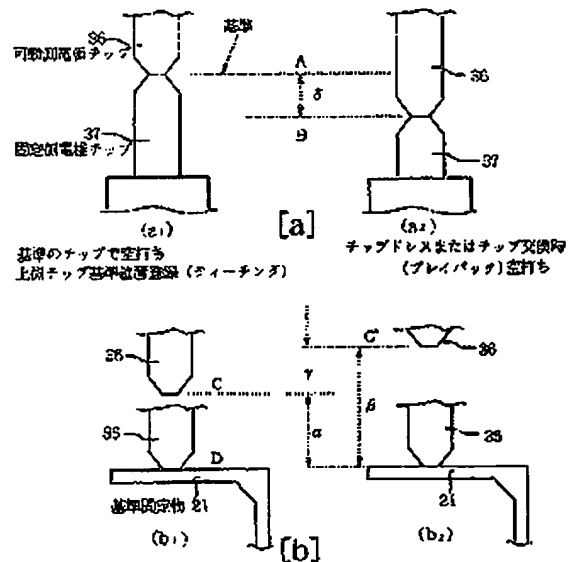 36
可動側電極チップ
37
固定側電極チップ
基準
A
δ
B
36
37
(a₁)
[a]
(a₂)
基準のチップで空打ち
上側チップ基準位置登録 (ティーチング)
チップドレスまたはチップ交換時
(プレイバック) 空打ち
36
C
35
D
基準固定物 21
(b₁)
γ
α
C'
β
36
35
21
(b₂)
[b]